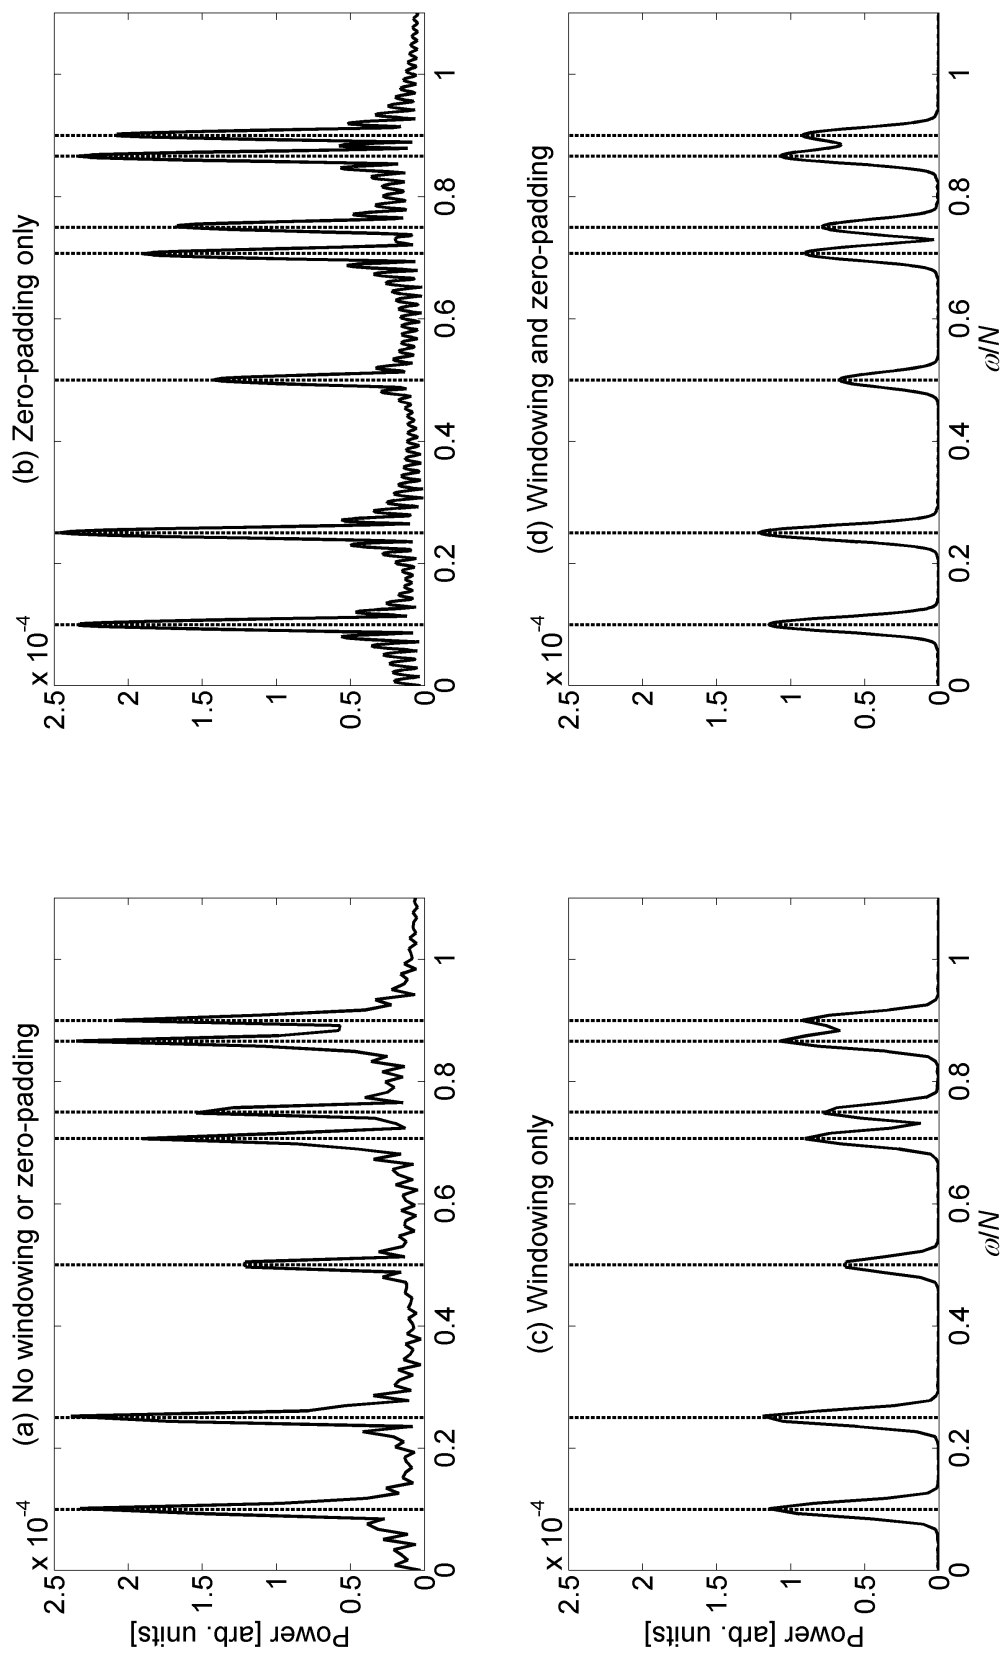 (a) No windowing or zero-padding
x 10-4
Power [arb. units]
2.5
2
1.5
1
0.5
0
0 0.2 0.4 0.6 0.8 1
(b) Zero-padding only
x 10-4
2.5
2
1.5
1
0.5
0
0 0.2 0.4 0.6 0.8 1
(c) Windowing only
x 10-4
Power [arb. units]
2.5
2
1.5
1
0.5
0
0 0.2 0.4 0.6 0.8 1
ω/N
(d) Windowing and zero-padding
x 10-4
2.5
2
1.5
1
0.5
0
0 0.2 0.4 0.6 0.8 1
ω/N